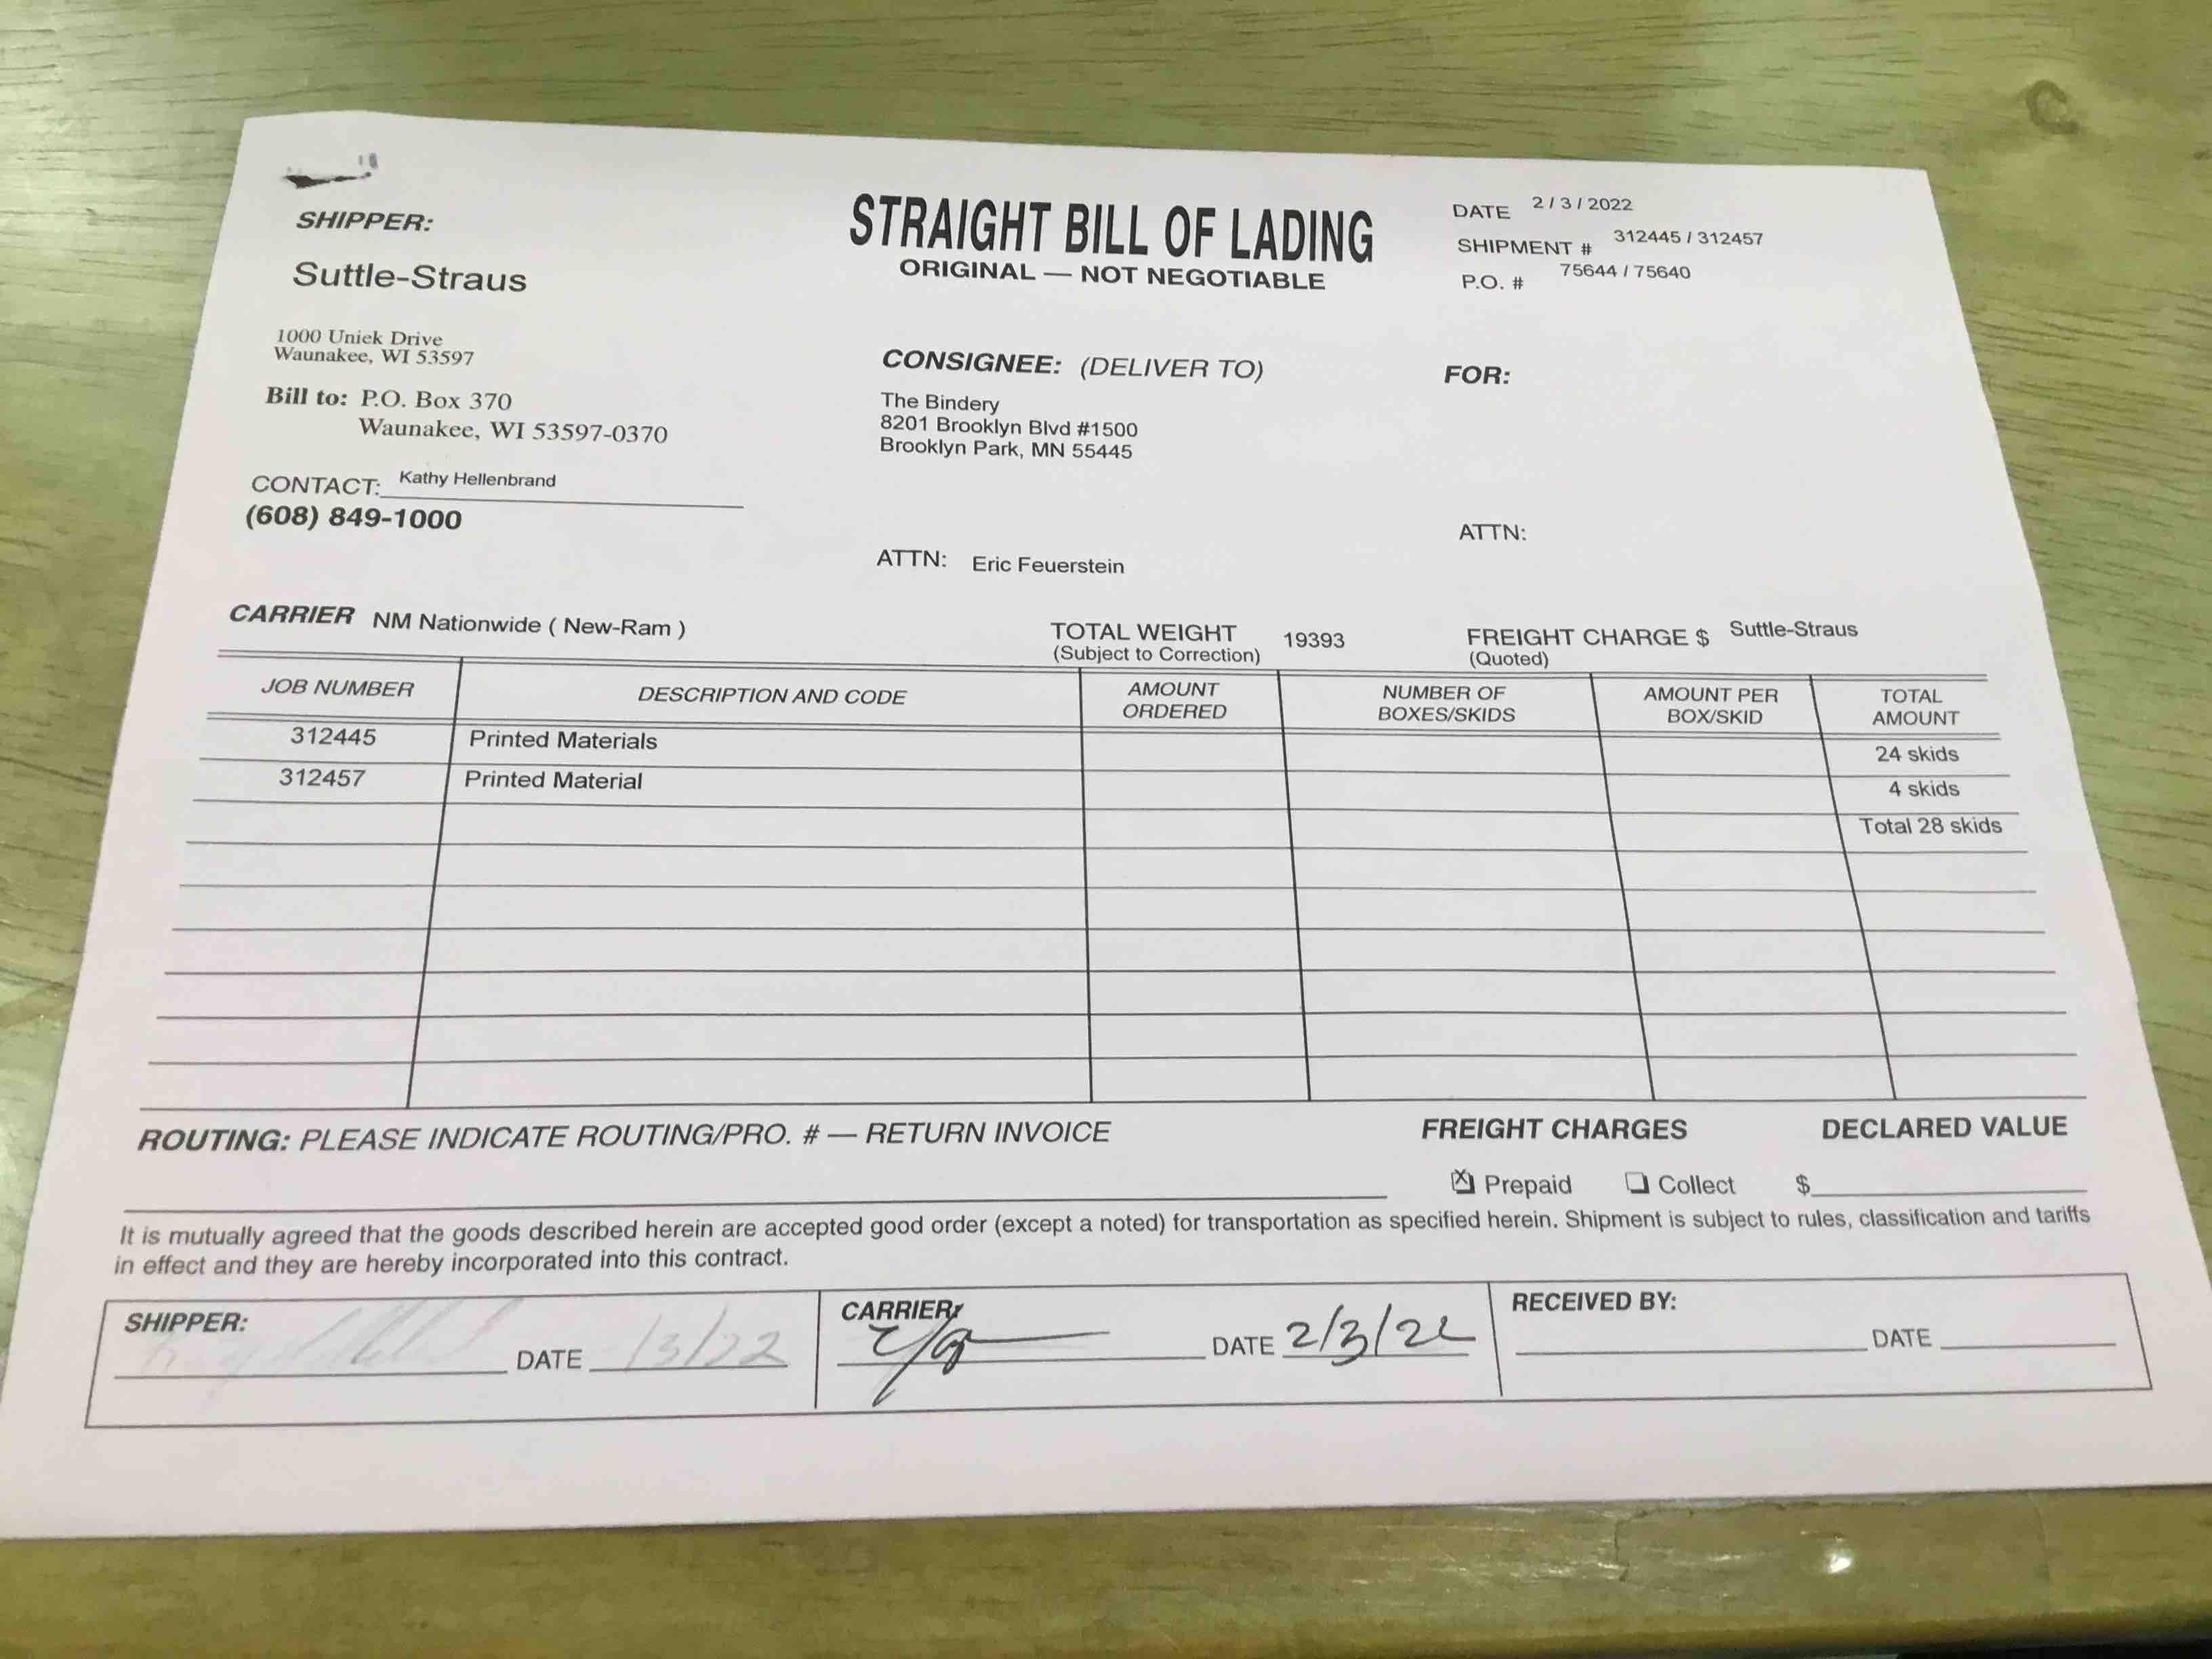 SHIPPER:
Suttle-Straus
1000 Uniek Drive
Waunakee, WI 53597
Bill to: P.O. Box 370
Waunakee, WI 53597-0370
CONTACT: Kathy Hellenbrand
(608) 849-1000
STRAIGHT BILL OF LADING
ORIGINAL — NOT NEGOTIABLE
CONSIGNEE: (DELIVER TO)
The Bindery
8201 Brooklyn Blvd #1500
Brooklyn Park, MN 55445
ATTN: Eric Feuerstein
DATE 2 / 3 / 2022
SHIPMENT # 312445 / 312457
P.O. # 75644 / 75640
FOR:
ATTN:
CARRIER NM Nationwide ( New-Ram )
TOTAL WEIGHT 19393
(Subject to Correction)
FREIGHT CHARGE $ Suttle-Straus
(Quoted)
JOB NUMBER DESCRIPTION AND CODE AMOUNT ORDERED NUMBER OF BOXES/SKIDS AMOUNT PER BOX/SKID TOTAL AMOUNT
312445 Printed Materials 24 skids
312457 Printed Material 4 skids
Total 28 skids
ROUTING: PLEASE INDICATE ROUTING/PRO. # — RETURN INVOICE
FREIGHT CHARGES DECLARED VALUE
Prepaid Collect $
It is mutually agreed that the goods described herein are accepted good order (except a noted) for transportation as specified herein. Shipment is subject to rules, classification and tariffs
in effect and they are hereby incorporated into this contract.
SHIPPER: DATE /3/22
CARRIER: DATE 2/3/22
RECEIVED BY: DATE